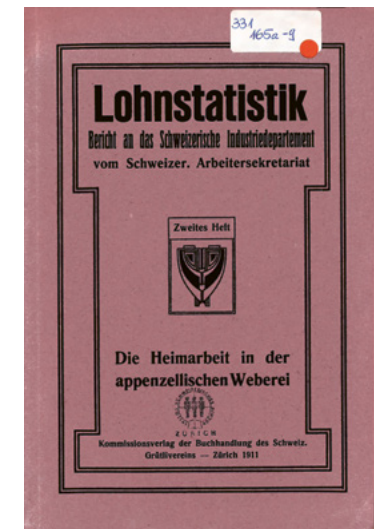 331
465a-9
Lohnstatistik
Bericht an das Schweizerische Industriedepartement
vom Schweizer. Arbeitersekretariat
Zweites Heft
Die Heimarbeit in der
appenzellischen Weberei
ZÜRICH
Kommissionsverlag der Buchhandlung des Schweiz.
Grütlivereins — Zürich 1911